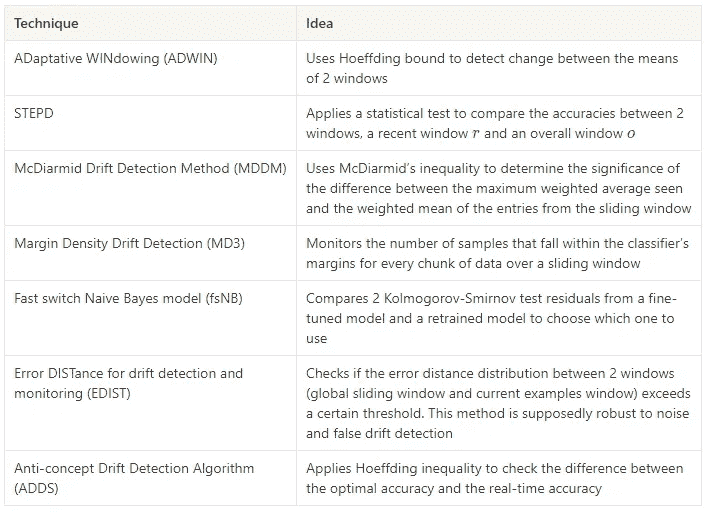 Technique
Idea
ADaptative WINdowing (ADWIN)
Uses Hoeffding bound to detect change between the means
of 2 windows
STEPD
Applies a statistical test to compare the accuracies between 2
windows, a recent window r and an overall window o
McDiarmid Drift Detection Method (MDDM)
Uses McDiarmid’s inequality to determine the significance of
the difference between the maximum weighted average seen
and the weighted mean of the entries from the sliding window
Margin Density Drift Detection (MD3)
Monitors the number of samples that fall within the classifier’s
margins for every chunk of data over a sliding window
Fast switch Naive Bayes model (fsNB)
Compares 2 Kolmogorov-Smirnov test residuals from a fine-
tuned model and a retrained model to choose which one to
use
Error DISTance for drift detection and
monitoring (EDIST)
Checks if the error distance distribution between 2 windows
(global sliding window and current examples window) exceeds
a certain threshold. This method is supposedly robust to noise
and false drift detection
Anti-concept Drift Detection Algorithm
(ADDS)
Applies Hoeffding inequality to check the difference between
the optimal accuracy and the real-time accuracy